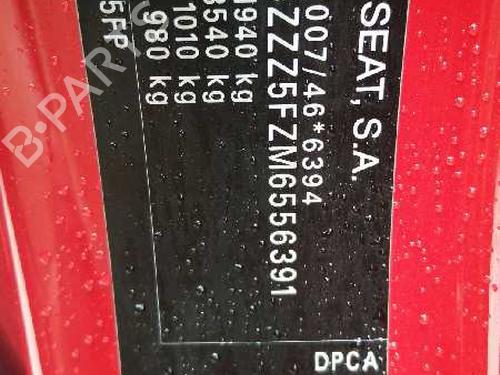 SEAT, S.A.
007/46*6394
ZZZ5FZM6556391
1940 kg
3540 kg
1010 kg
980 kg
5FP
DPCA
B-PARTS